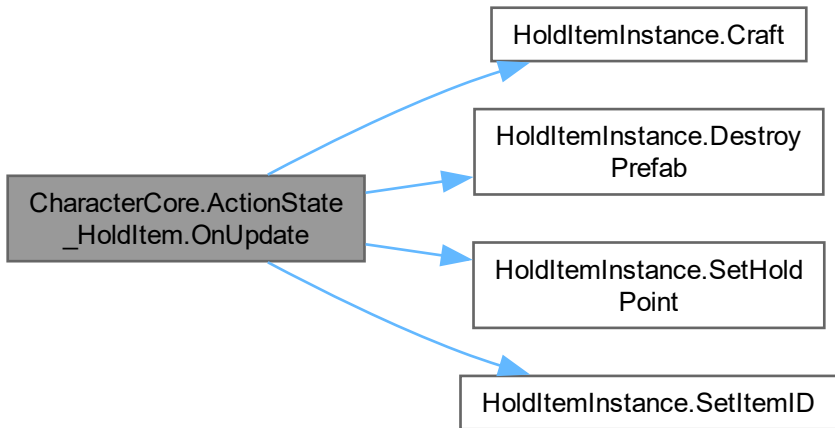 HoldItemInstance.Craft
HoldItemInstance.Destroy
Prefab
CharacterCore.ActionState
_HoldItem.OnUpdate
HoldItemInstance.SetHold
Point
HoldItemInstance.SetItemID